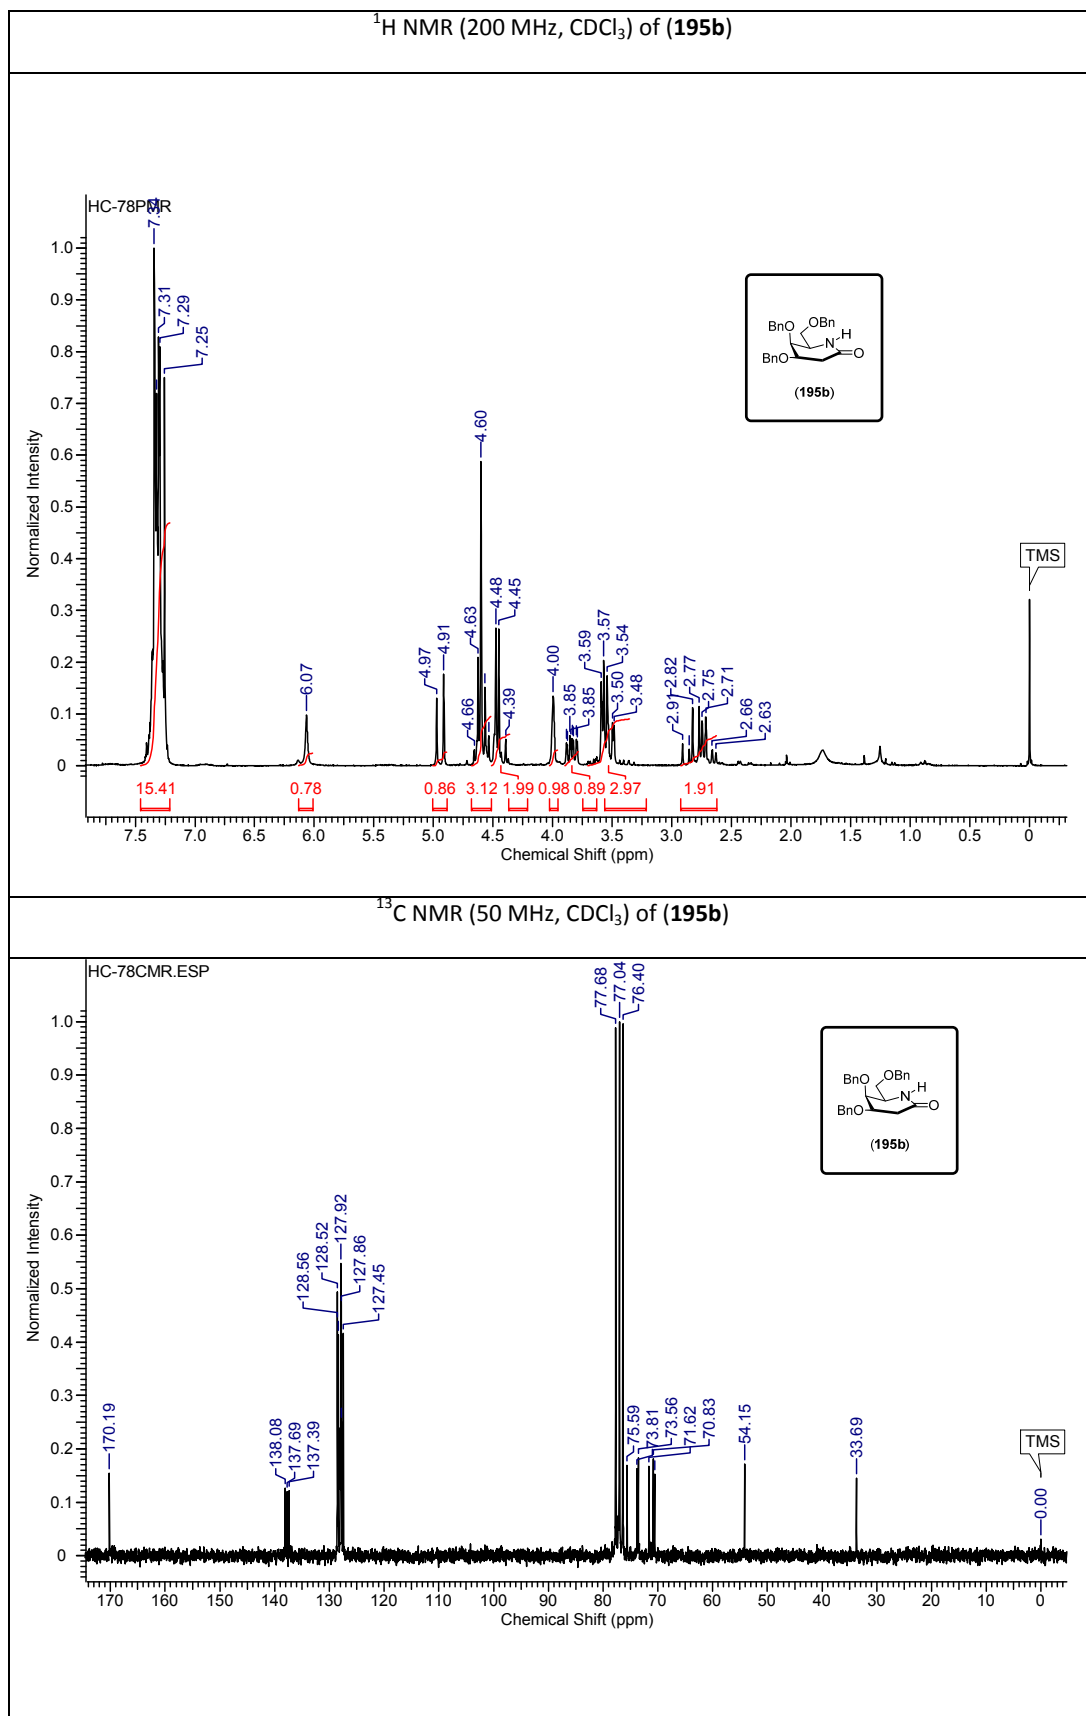 1H NMR (200 MHz, CDCl3) of (195b)
HC-78PMR
7.34
7.31
7.29
7.25
6.07
4.97
4.91
4.66
4.63
4.60
4.48
4.45
4.39
4.00
3.85
3.85
3.59
3.57
3.54
3.50
3.48
2.91
2.82
2.77
2.75
2.71
2.66
2.63
TMS
BnO
OBn
N
H
BnO
O
(195b)
Normalized Intensity
1.0
0.9
0.8
0.7
0.6
0.5
0.4
0.3
0.2
0.1
0
15.41 0.78 0.86 3.12 1.99 0.98 0.89 2.97 1.91
7.5 7.0 6.5 6.0 5.5 5.0 4.5 4.0 3.5 3.0 2.5 2.0 1.5 1.0 0.5 0
Chemical Shift (ppm)
13C NMR (50 MHz, CDCl3) of (195b)
HC-78CMR.ESP
170.19
138.08
137.69
137.39
128.56
128.52
127.92
127.86
127.45
77.68
77.04
76.40
75.59
73.81
73.56
71.62
70.83
54.15
33.69
TMS
0.00
BnO
OBn
N
H
BnO
O
(195b)
Normalized Intensity
1.0
0.9
0.8
0.7
0.6
0.5
0.4
0.3
0.2
0.1
0
170 160 150 140 130 120 110 100 90 80 70 60 50 40 30 20 10 0
Chemical Shift (ppm)